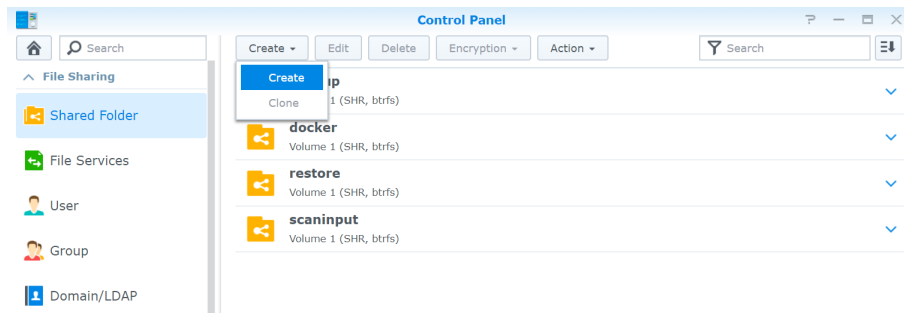 Control Panel
Search
Create Edit Delete Encryption Action Search
File Sharing
Create
Clone
up
Volume 1 (SHR, btrfs)
Shared Folder
docker
Volume 1 (SHR, btrfs)
File Services
restore
Volume 1 (SHR, btrfs)
User
scaninput
Volume 1 (SHR, btrfs)
Group
Domain/LDAP